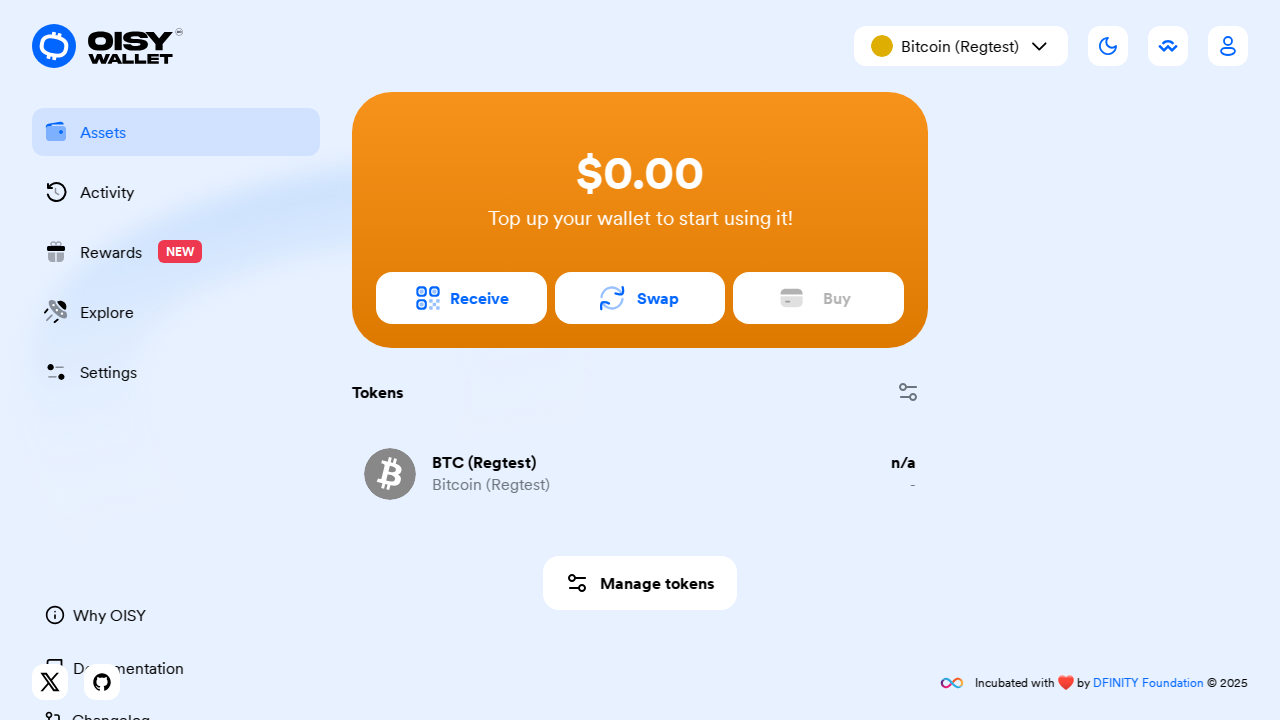 OISY
WALLET
Bitcoin (Regtest)
Assets
Activity
Rewards NEW
Explore
Settings
$0.00
Top up your wallet to start using it!
Receive
Swap
Buy
Tokens
BTC (Regtest)
n/a
Bitcoin (Regtest)
-
Manage tokens
Why OISY
Documentation
Changelog
Incubated with ❤️ by DFINITY Foundation © 2025